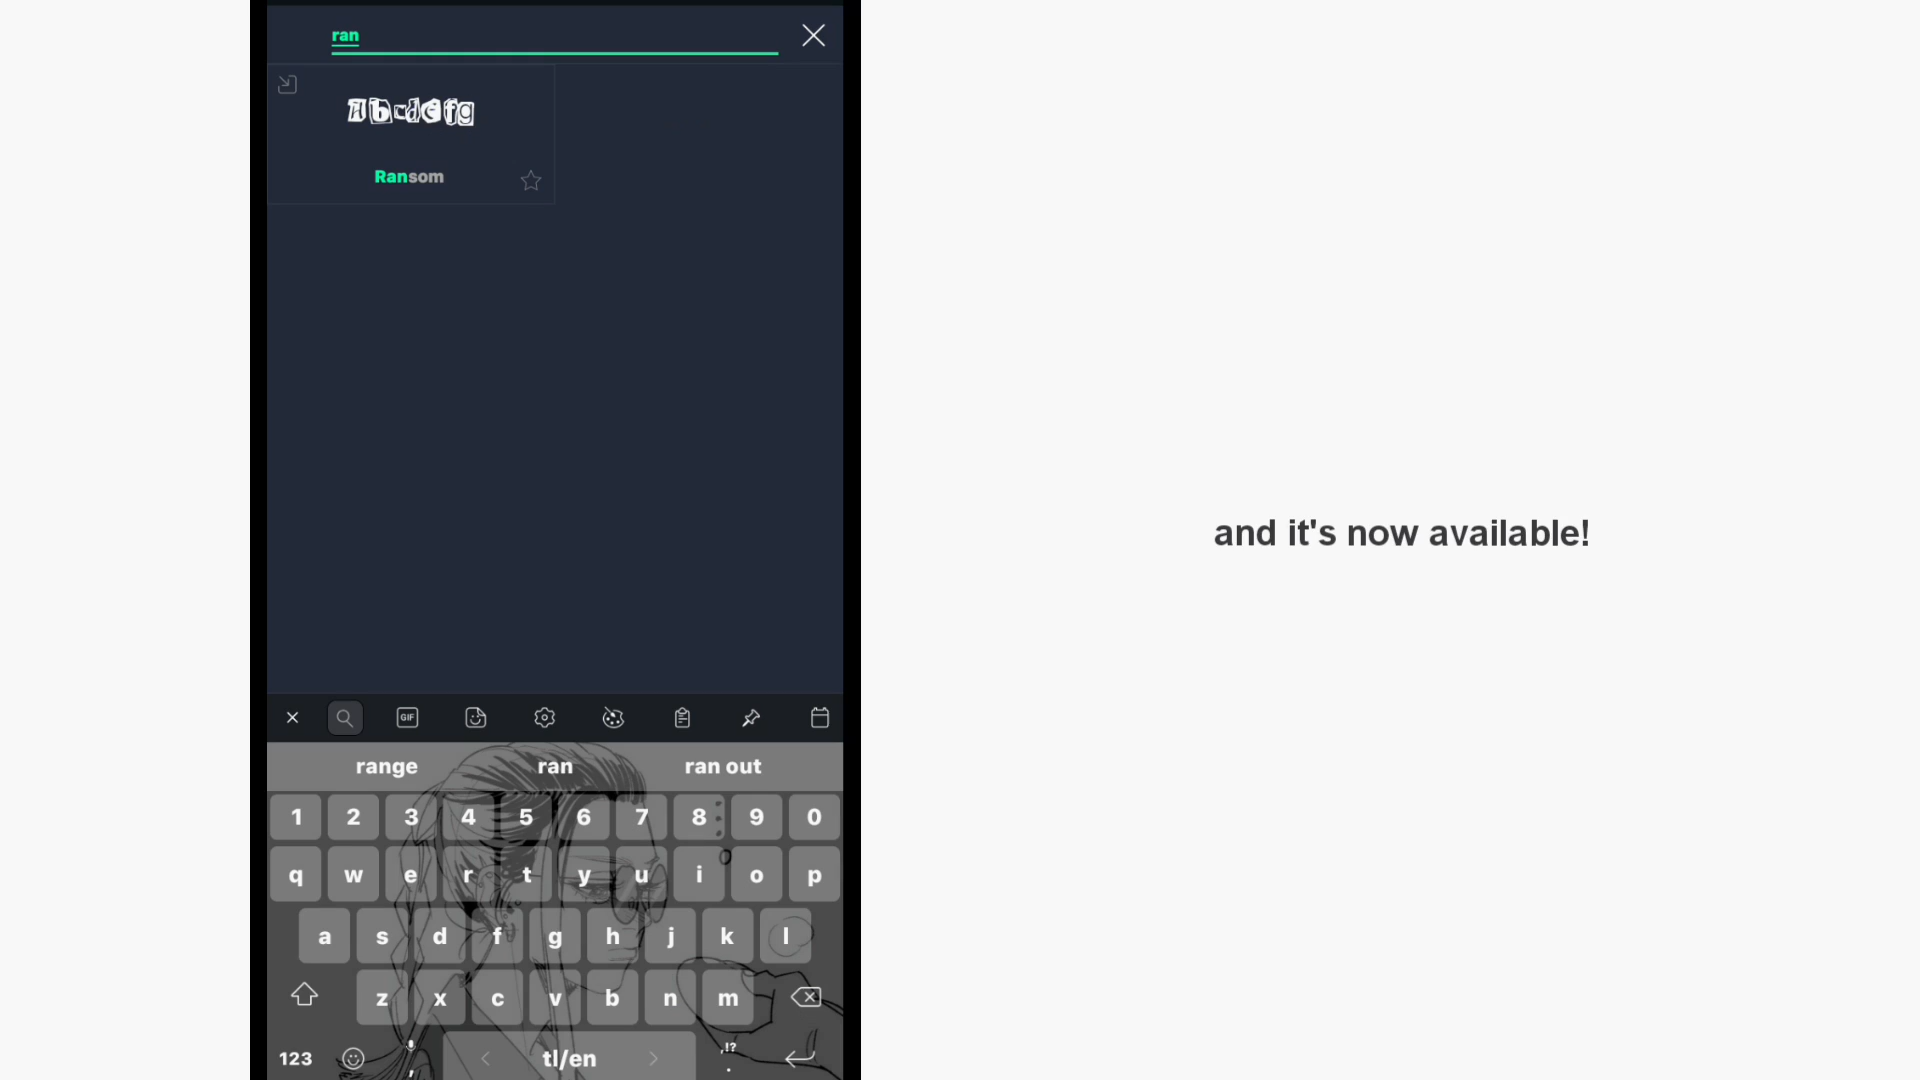 ran
Abcdefg
Ransom
and it's now available!
GIF
range ran ran out
1 2 3 4 5 6 7 8 9 0
q w e r t y u i o p
a s d f g h j k l
z x c v b n m
123 , tl/en ,!? .